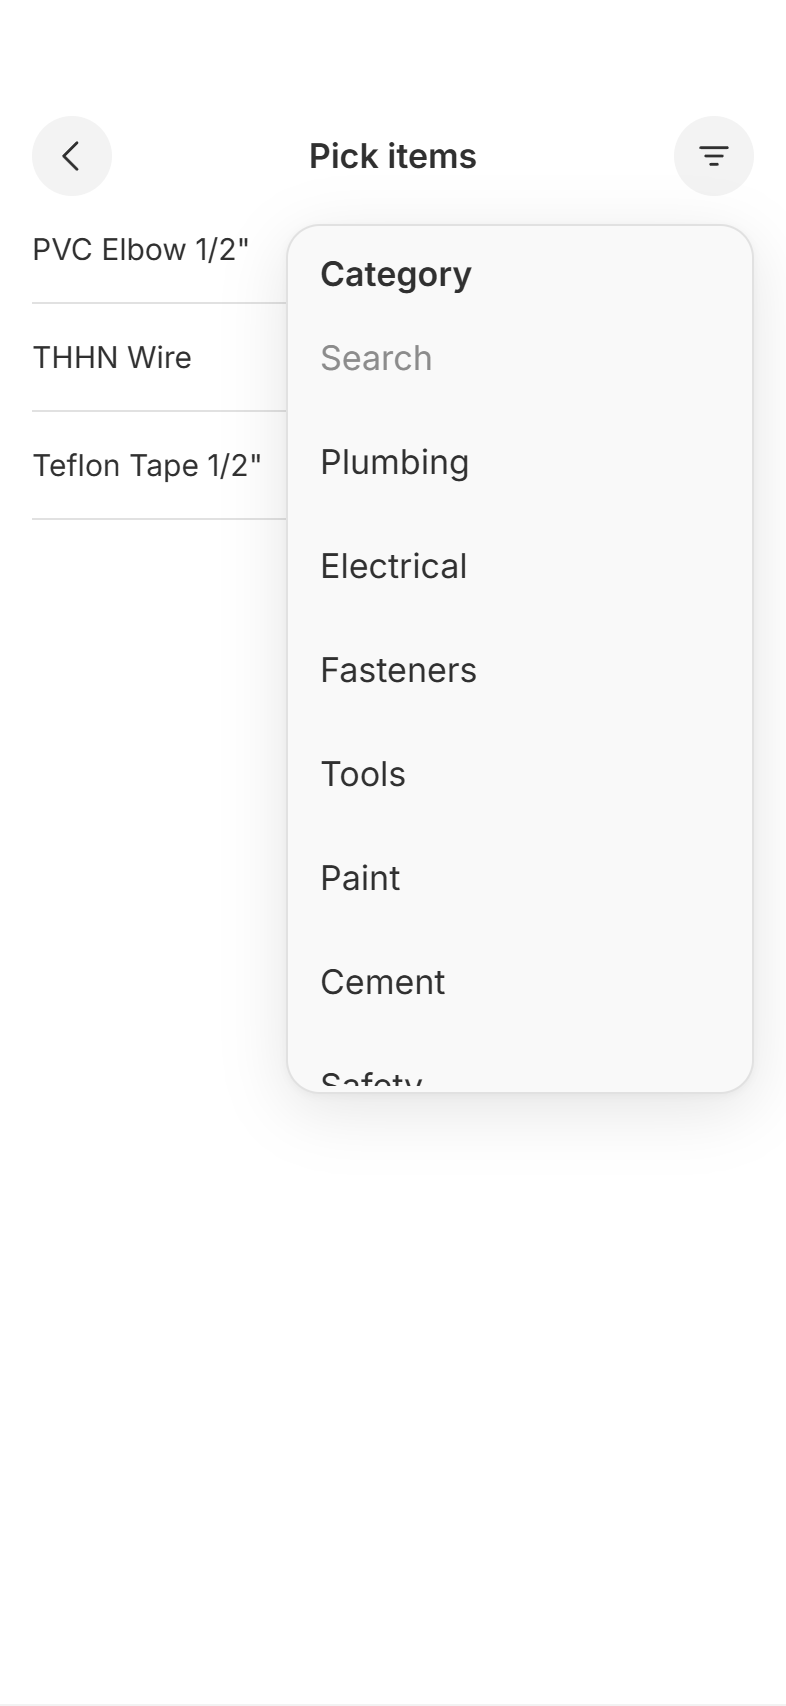 Pick items
PVC Elbow 1/2"
THHN Wire
Teflon Tape 1/2"
Category
Search
Plumbing
Electrical
Fasteners
Tools
Paint
Cement
Safety